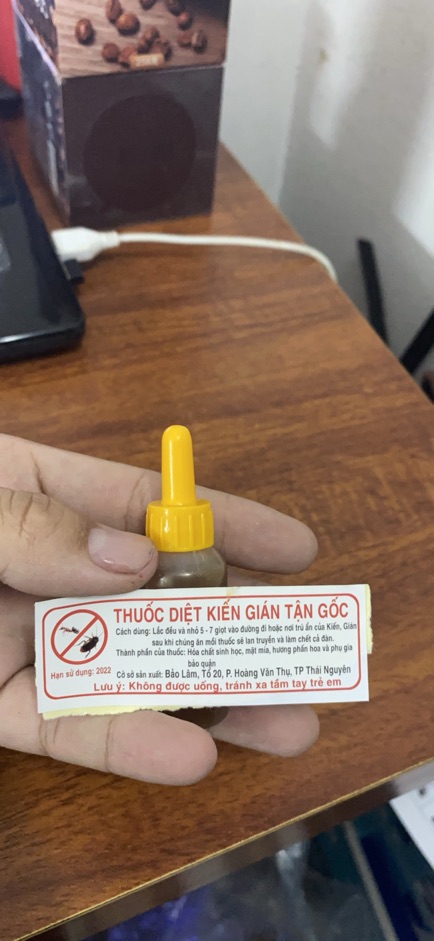 THUỐC DIỆT KIẾN GIÁN TẬN GỐC
Cách dùng: Lắc đều và nhỏ 5 - 7 giọt vào đường đi hoặc nơi trú ẩn của Kiến, Gián
sau khi chúng ăn mồi thuốc sẽ lan truyền và làm chết cả đàn.
Thành phần của thuốc: Hóa chất sinh học, mật mía, hương phấn hoa và phụ gia
bảo quản
Hạn sử dụng: 2022
Cở sở sản xuất: Bảo Lâm, Tổ 20, P. Hoàng Văn Thụ, TP Thái Nguyên
Lưu ý: Không được uống, tránh xa tầm tay trẻ em